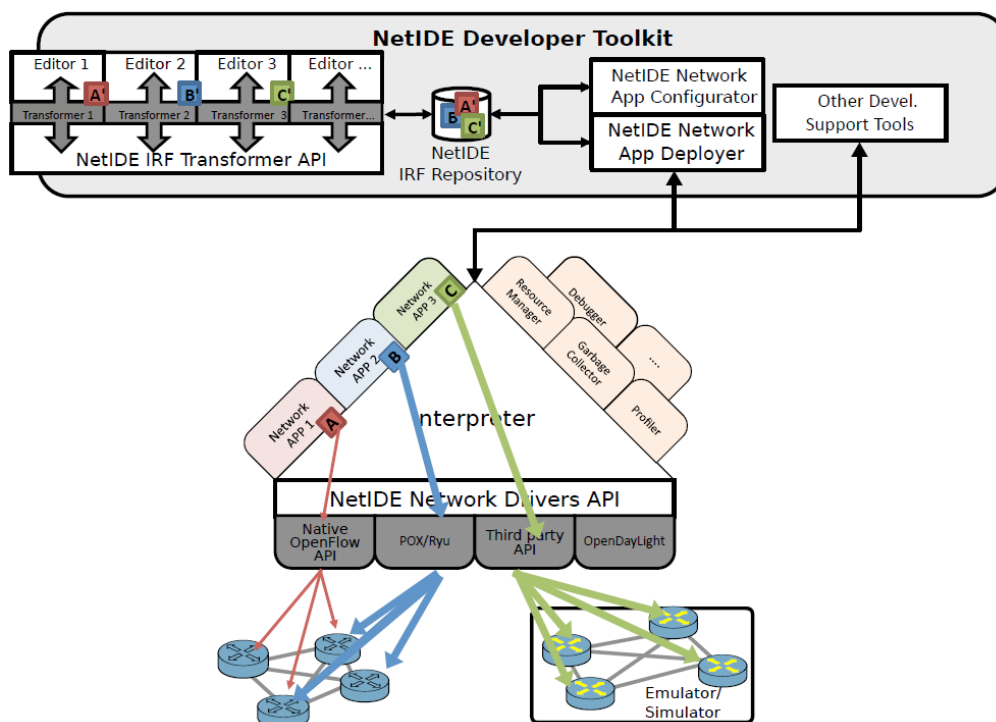 NetIDE Developer Toolkit
Editor 1
Editor 2
Editor 3
Editor ...
A'
B'
C'
Transformer 1
Transformer 2
Transformer 3
Transformer...
NetIDE IRF Transformer API
A'
B
C'
NetIDE
IRF Repository
NetIDE Network
App Configurator
NetIDE Network
App Deployer
Other Devel.
Support Tools
Network
APP 3
C
Network
APP 2
B
Network
APP 1
A
Resource
Manager
Debugger
Garbage
Collector
....
Profiler
nterpreter
NetIDE Network Drivers API
Native
OpenFlow
API
POX/Ryu
Third party
API
OpenDayLight
Emulator/
Simulator